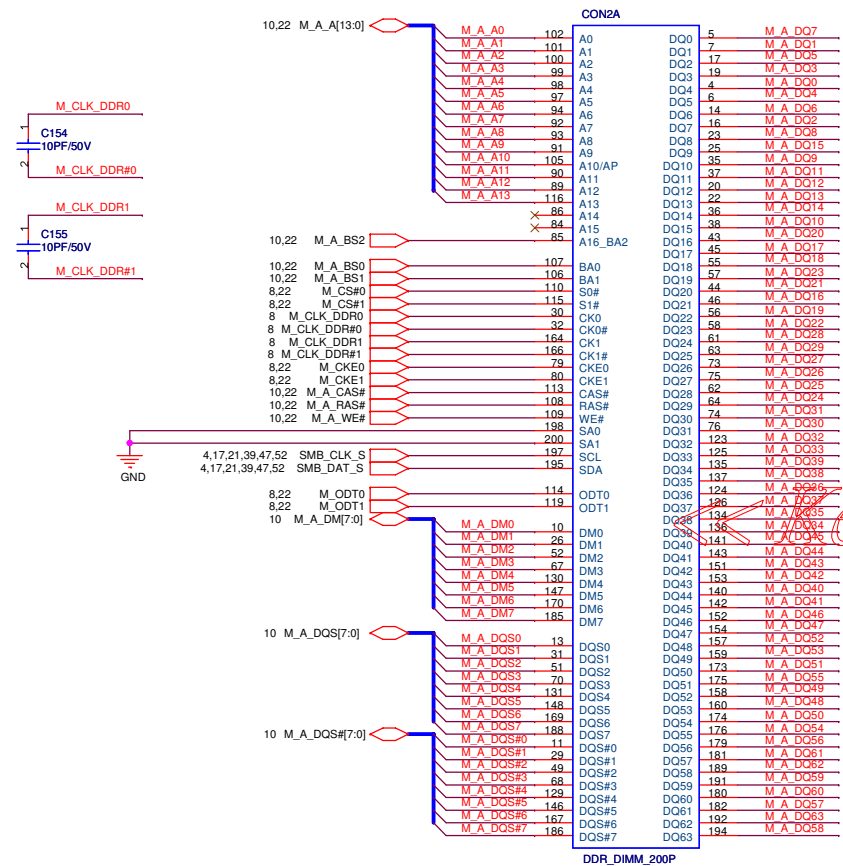 CON2A
10,22 M_A_A[13:0]
M_A_A0 102 A0 DQ0 5 M_A_DQ7
M_A_A1 101 A1 DQ1 7 M_A_DQ1
M_A_A2 100 A2 DQ2 17 M_A_DQ5
M_A_A3 99 A3 DQ3 19 M_A_DQ3
M_A_A4 98 A4 DQ4 4 M_A_DQ0
M_A_A5 97 A5 DQ5 6 M_A_DQ4
M_A_A6 94 A6 DQ6 14 M_A_DQ6
M_A_A7 92 A7 DQ7 16 M_A_DQ2
M_A_A8 93 A8 DQ8 23 M_A_DQ8
M_A_A9 91 A9 DQ9 25 M_A_DQ15
M_A_A10 105 A10/AP DQ10 35 M_A_DQ9
M_A_A11 90 A11 DQ11 37 M_A_DQ11
M_A_A12 89 A12 DQ12 20 M_A_DQ12
M_A_A13 116 A13 DQ13 22 M_A_DQ13
86 A14 DQ14 36 M_A_DQ14
84 A15 DQ15 38 M_A_DQ10
10,22 M_A_BS2 85 A16_BA2 DQ16 43 M_A_DQ20
DQ17 45 M_A_DQ17
10,22 M_A_BS0 107 BA0 DQ18 55 M_A_DQ18
10,22 M_A_BS1 106 BA1 DQ19 57 M_A_DQ23
8,22 M_CS#0 110 S0# DQ20 44 M_A_DQ21
8,22 M_CS#1 115 S1# DQ21 46 M_A_DQ16
8 M_CLK_DDR0 30 CK0 DQ22 56 M_A_DQ19
8 M_CLK_DDR#0 32 CK0# DQ23 58 M_A_DQ22
8 M_CLK_DDR1 164 CK1 DQ24 61 M_A_DQ28
8 M_CLK_DDR#1 166 CK1# DQ25 63 M_A_DQ29
8,22 M_CKE0 79 CKE0 DQ26 73 M_A_DQ27
8,22 M_CKE1 80 CKE1 DQ27 75 M_A_DQ26
10,22 M_A_CAS# 113 CAS# DQ28 62 M_A_DQ25
10,22 M_A_RAS# 108 RAS# DQ29 64 M_A_DQ24
10,22 M_A_WE# 109 WE# DQ30 74 M_A_DQ31
198 SA0 DQ31 76 M_A_DQ30
200 SA1 DQ32 123 M_A_DQ32
4,17,21,39,47,52 SMB_CLK_S 197 SCL DQ33 125 M_A_DQ33
4,17,21,39,47,52 SMB_DAT_S 195 SDA DQ34 135 M_A_DQ39
DQ35 137 M_A_DQ38
8,22 M_ODT0 114 ODT0 DQ36 124 M_A_DQ36
8,22 M_ODT1 119 ODT1 DQ37 126 M_A_DQ37
10 M_A_DM[7:0] DQ38 134 M_A_DQ35
M_A_DM0 10 DM0 DQ39 136 M_A_DQ34
M_A_DM1 26 DM1 DQ40 141 M_A_DQ45
M_A_DM2 52 DM2 DQ41 143 M_A_DQ44
M_A_DM3 67 DM3 DQ42 151 M_A_DQ43
M_A_DM4 130 DM4 DQ43 153 M_A_DQ42
M_A_DM5 147 DM5 DQ44 140 M_A_DQ40
M_A_DM6 170 DM6 DQ45 142 M_A_DQ41
M_A_DM7 185 DM7 DQ46 152 M_A_DQ46
10 M_A_DQS[7:0] DQ47 154 M_A_DQ47
M_A_DQS0 13 DQS0 DQ48 157 M_A_DQ52
M_A_DQS1 31 DQS1 DQ49 159 M_A_DQ53
M_A_DQS2 51 DQS2 DQ50 173 M_A_DQ51
M_A_DQS3 70 DQS3 DQ51 175 M_A_DQ55
M_A_DQS4 131 DQS4 DQ52 158 M_A_DQ49
M_A_DQS5 148 DQS5 DQ53 160 M_A_DQ48
M_A_DQS6 169 DQS6 DQ54 174 M_A_DQ50
M_A_DQS7 188 DQS7 DQ55 176 M_A_DQ54
10 M_A_DQS#[7:0]
M_A_DQS#0 11 DQS#0 DQ56 179 M_A_DQ56
M_A_DQS#1 29 DQS#1 DQ57 181 M_A_DQ61
M_A_DQS#2 49 DQS#2 DQ58 189 M_A_DQ62
M_A_DQS#3 68 DQS#3 DQ59 191 M_A_DQ59
M_A_DQS#4 129 DQS#4 DQ60 180 M_A_DQ60
M_A_DQS#5 146 DQS#5 DQ61 182 M_A_DQ57
M_A_DQS#6 167 DQS#6 DQ62 192 M_A_DQ63
M_A_DQS#7 186 DQS#7 DQ63 194 M_A_DQ58
DDR_DIMM_200P
M_CLK_DDR0
1
C154
10PF/50V
2
M_CLK_DDR#0
M_CLK_DDR1
1
C155
10PF/50V
2
M_CLK_DDR#1
GND